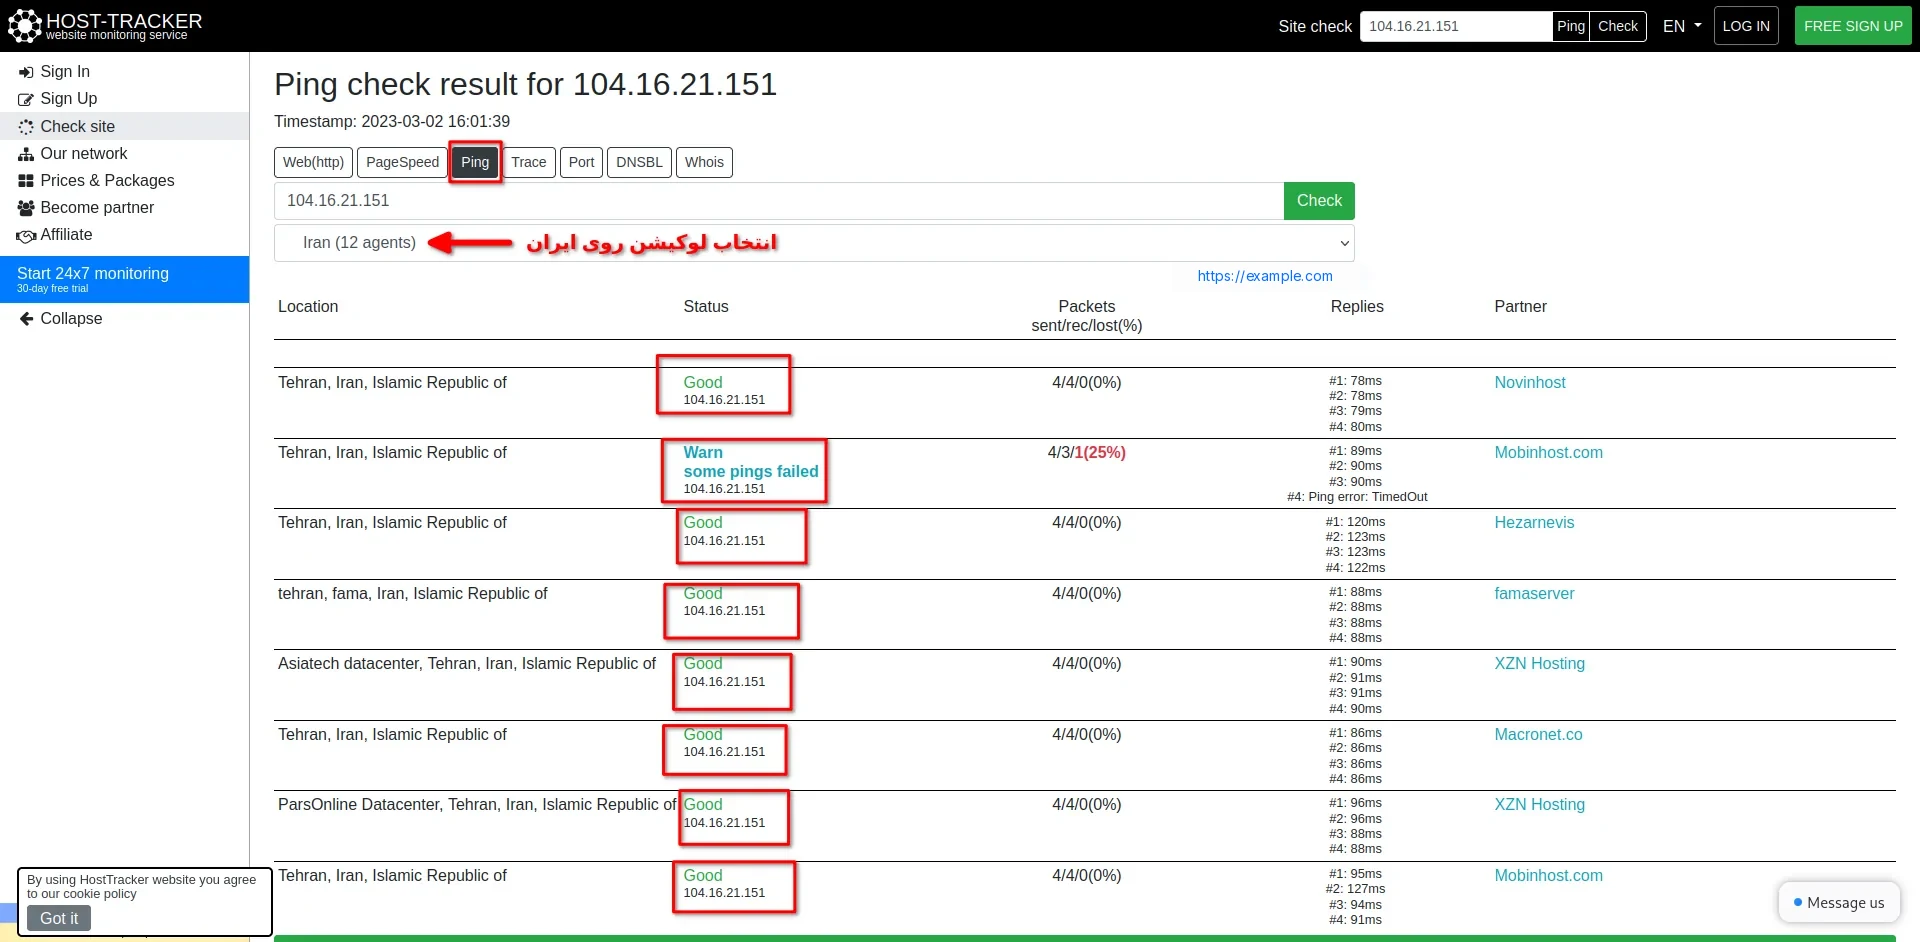 HOST-TRACKER
website monitoring service
Site check 104.16.21.151 Ping Check EN LOG IN FREE SIGN UP
Sign In
Sign Up
Check site
Our network
Prices & Packages
Become partner
Affiliate
Start 24x7 monitoring
30-day free trial
Collapse
Ping check result for 104.16.21.151
Timestamp: 2023-03-02 16:01:39
Web(http) PageSpeed Ping Trace Port DNSBL Whois
104.16.21.151 Check
Iran (12 agents) انتخاب لوکیشن روی ایران
https://example.com
Location Status Packets Replies Partner
sent/rec/lost(%)
Tehran, Iran, Islamic Republic of Good 4/4/0(0%) #1: 78ms Novinhost
104.16.21.151 #2: 78ms
#3: 79ms
#4: 80ms
Tehran, Iran, Islamic Republic of Warn 4/3/1(25%) #1: 89ms Mobinhost.com
some pings failed #2: 90ms
104.16.21.151 #3: 90ms
#4: Ping error: TimedOut
Tehran, Iran, Islamic Republic of Good 4/4/0(0%) #1: 120ms Hezarnevis
104.16.21.151 #2: 123ms
#3: 123ms
#4: 122ms
tehran, fama, Iran, Islamic Republic of Good 4/4/0(0%) #1: 88ms famaserver
104.16.21.151 #2: 88ms
#3: 88ms
#4: 88ms
Asiatech datacenter, Tehran, Iran, Islamic Republic of Good 4/4/0(0%) #1: 90ms XZN Hosting
104.16.21.151 #2: 91ms
#3: 91ms
#4: 90ms
Tehran, Iran, Islamic Republic of Good 4/4/0(0%) #1: 86ms Macronet.co
104.16.21.151 #2: 86ms
#3: 86ms
#4: 86ms
ParsOnline Datacenter, Tehran, Iran, Islamic Republic of Good 4/4/0(0%) #1: 96ms XZN Hosting
104.16.21.151 #2: 96ms
#3: 88ms
#4: 88ms
Tehran, Iran, Islamic Republic of Good 4/4/0(0%) #1: 95ms Mobinhost.com
104.16.21.151 #2: 127ms
#3: 94ms
#4: 91ms
By using HostTracker website you agree
to our cookie policy
Got it
Message us